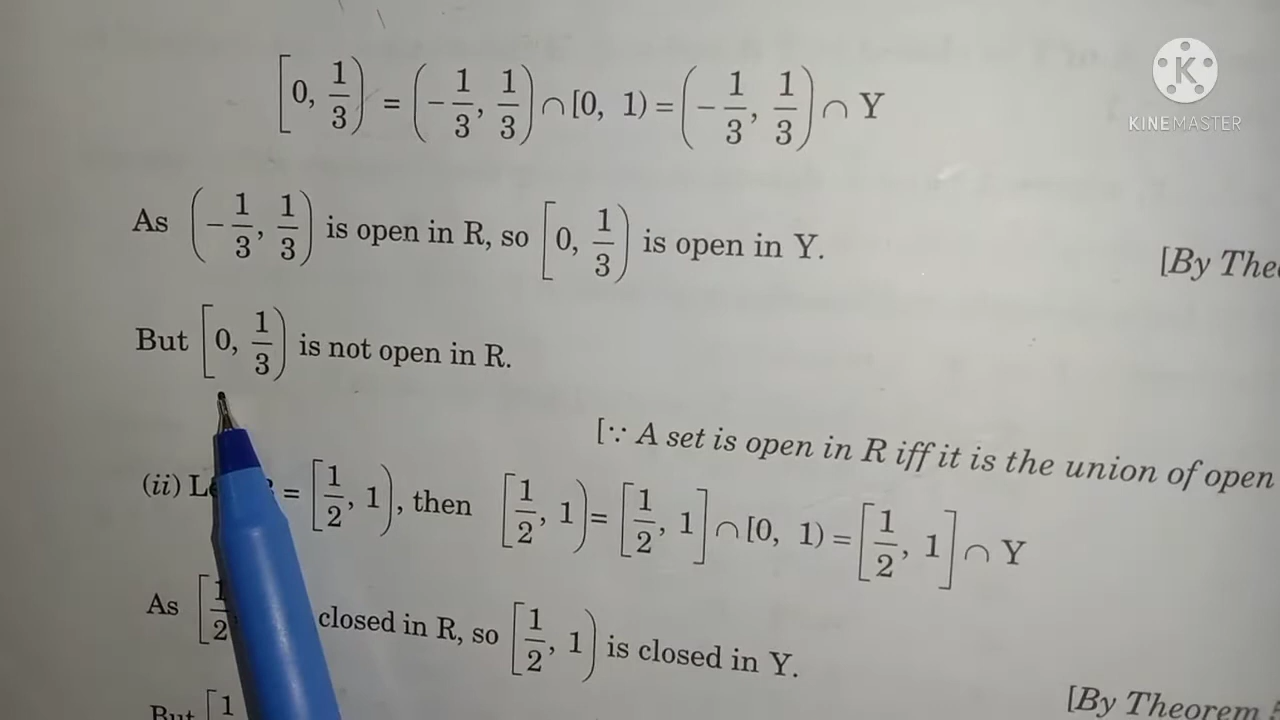 [0, 1/3) = (−1/3, 1/3) ∩ [0, 1) = (−1/3, 1/3) ∩ Y
KINEMASTER
As (−1/3, 1/3) is open in R, so [0, 1/3) is open in Y.
[By
But [0, 1/3) is not open in R.
[∵ A set is open in R iff it is the union of open
(ii) = [1/2, 1), then [1/2, 1) = [1/2, 1] ∩ [0, 1) = [1/2, 1] ∩ Y
As [1/2, closed in R, so [1/2, 1) is closed in Y.
[By Theorem
But [1